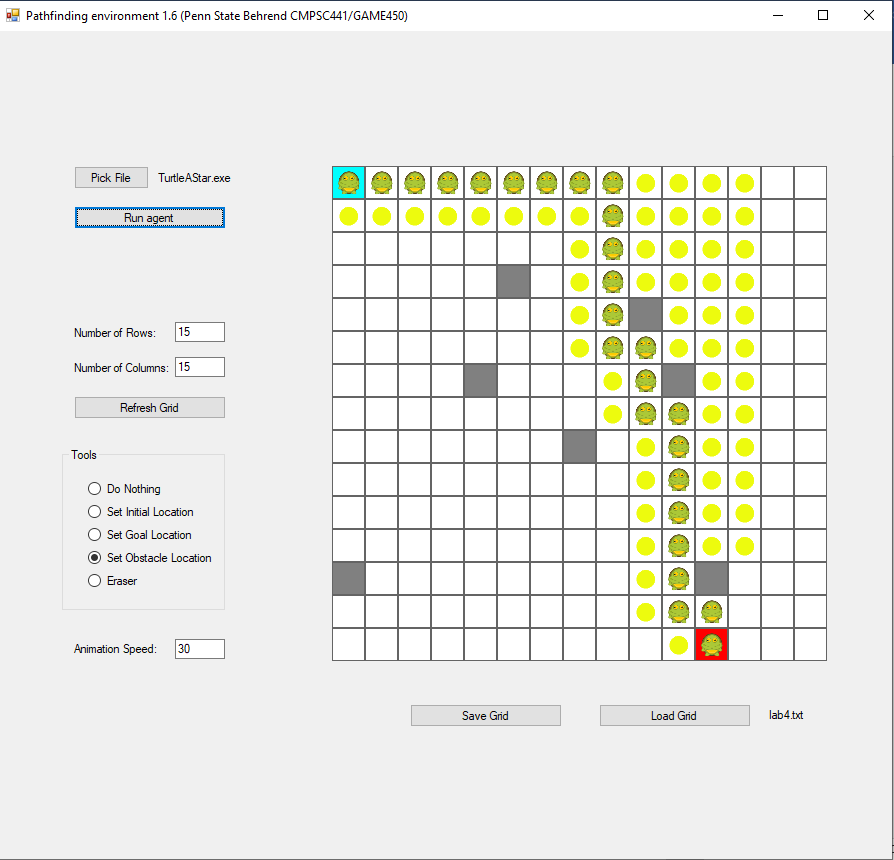 Pathfinding environment 1.6 (Penn State Behrend CMPSC441/GAME450)
Pick File
TurtleAStar.exe
Run agent
Number of Rows:
15
Number of Columns:
15
Refresh Grid
Tools
Do Nothing
Set Initial Location
Set Goal Location
Set Obstacle Location
Eraser
Animation Speed:
30
Save Grid
Load Grid
lab4.txt